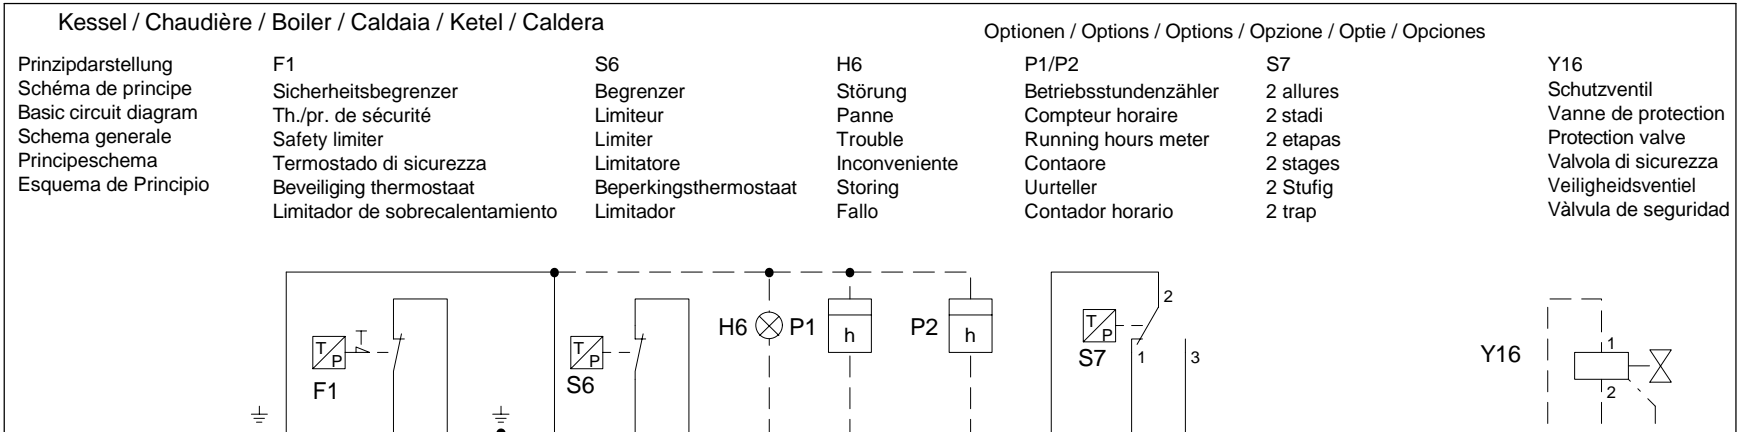 Kessel / Chaudière / Boiler / Caldaia / Ketel / Caldera
Optionen / Options / Options / Opzione / Optie / Opciones
Prinzipdarstellung
Schéma de principe
Basic circuit diagram
Schema generale
Principeschema
Esquema de Principio
F1
Sicherheitsbegrenzer
Th./pr. de sécurité
Safety limiter
Termostado di sicurezza
Beveiliging thermostaat
Limitador de sobrecalentamiento
S6
Begrenzer
Limiteur
Limiter
Limitatore
Beperkingsthermostaat
Limitador
H6
Störung
Panne
Trouble
Inconveniente
Storing
Fallo
P1/P2
Betriebsstundenzähler
Compteur horaire
Running hours meter
Contaore
Uurteller
Contador horario
S7
2 allures
2 stadi
2 etapas
2 stages
2 Stufig
2 trap
Y16
Schutzventil
Vanne de protection
Protection valve
Valvola di sicurezza
Veiligheidsventiel
Vàlvula de seguridad
T
P
F1
T
P
S6
H6
P1
h
P2
h
T
P
S7
2
1
3
Y16
1
2